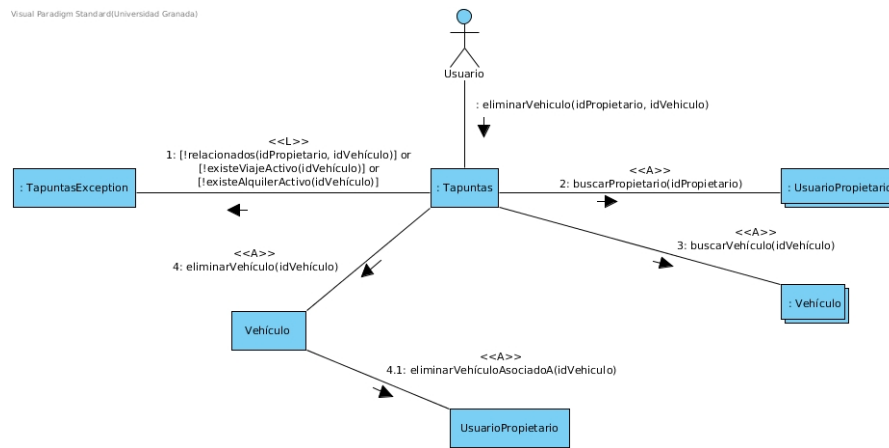 Visual Paradigm Standard(Universidad Granada)
Usuario
: eliminarVehiculo(idPropietario, idVehiculo)
<<L>>
1: [!relacionados(idPropietario, idVehículo)] or
[!existeViajeActivo(idVehículo)] or
[!existeAlquilerActivo(idVehículo)]
<<A>>
2: buscarPropietario(idPropietario)
: TapuntasException
: Tapuntas
: UsuarioPropietario
<<A>>
3: buscarVehículo(idVehículo)
<<A>>
4: eliminarVehículo(idVehículo)
: Vehículo
Vehículo
<<A>>
4.1: eliminarVehículoAsociadoA(idVehiculo)
UsuarioPropietario